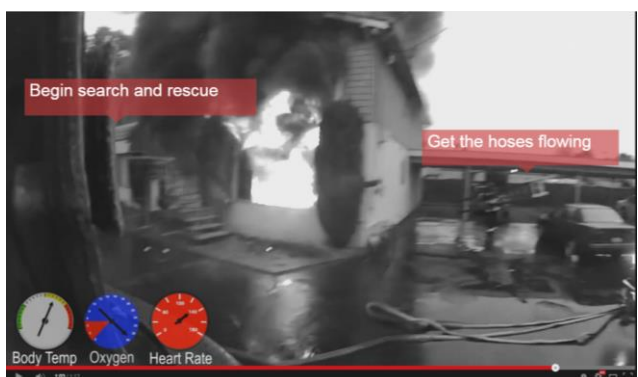 Begin search and rescue
Get the hoses flowing
Body Temp Oxygen Heart Rate